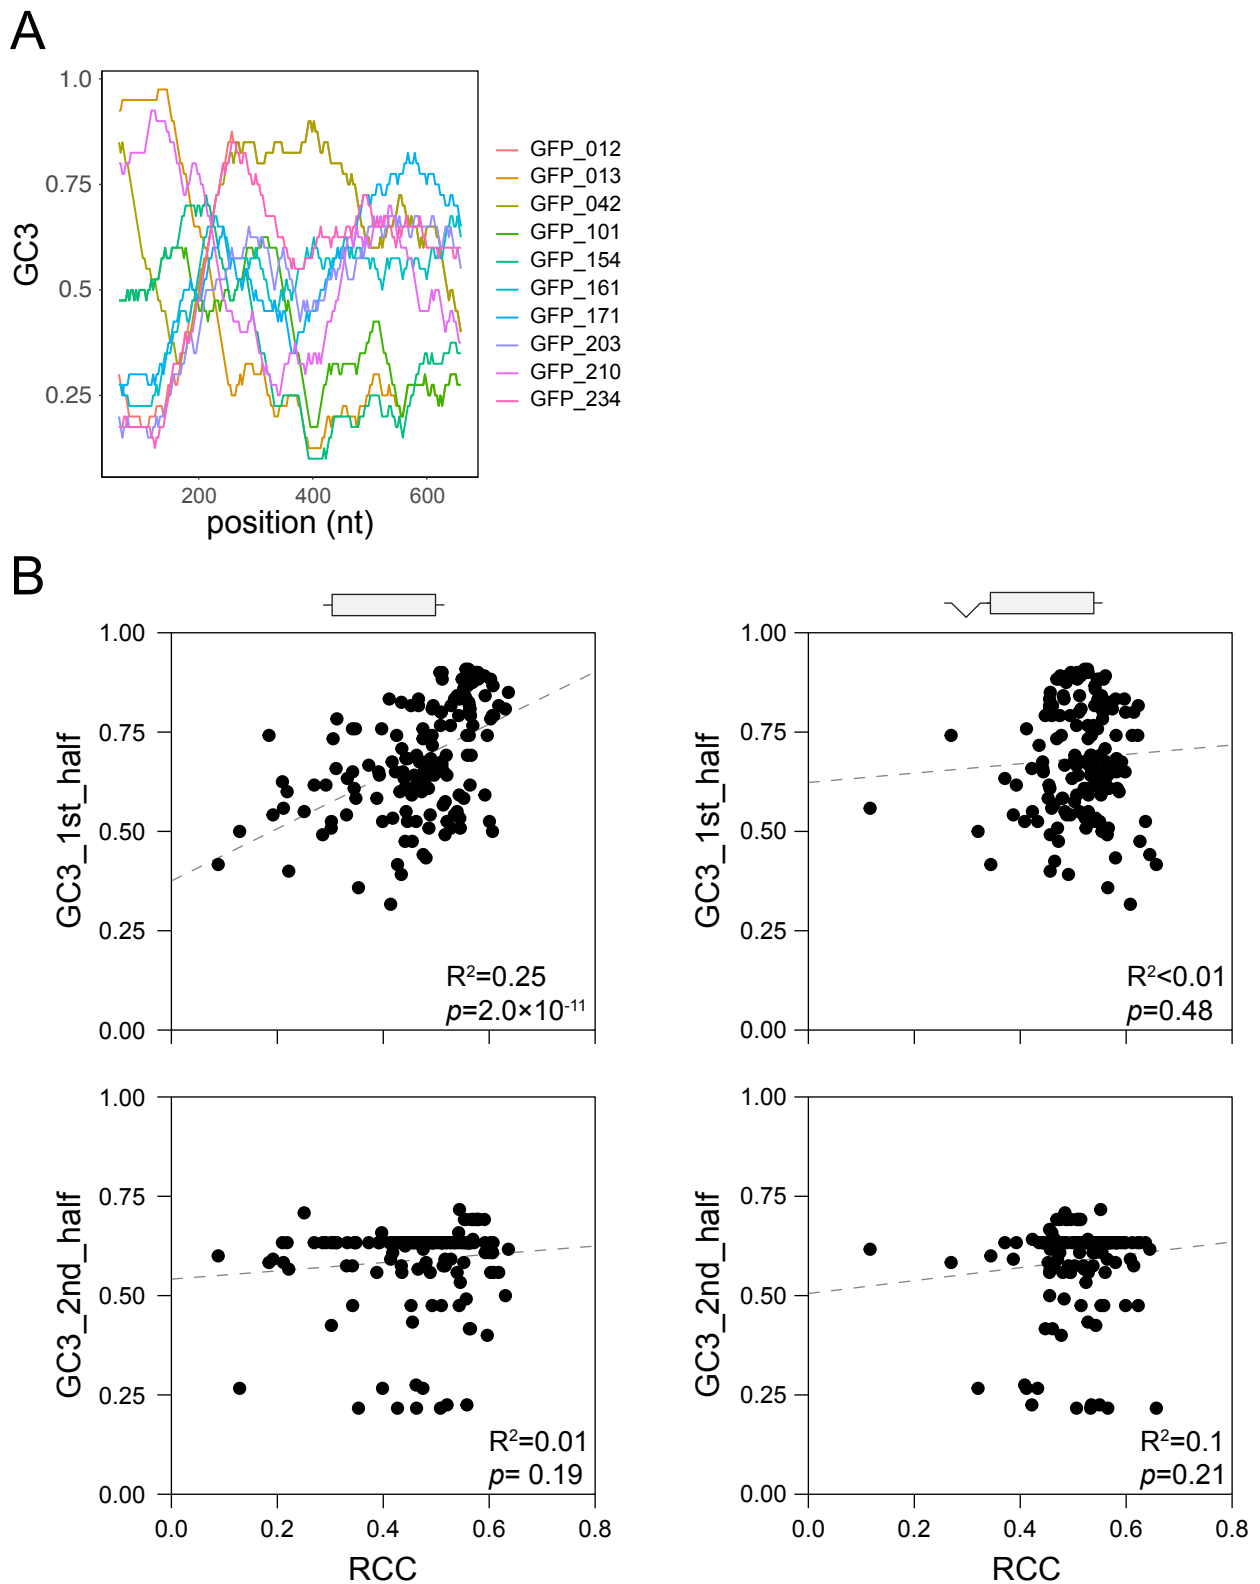 A
GC3
1.0
0.75
0.5
0.25
200 400 600
position (nt)
GFP_012
GFP_013
GFP_042
GFP_101
GFP_154
GFP_161
GFP_171
GFP_203
GFP_210
GFP_234
B
GC3_1st_half
1.00
0.75
0.50
0.25
0.00
R²=0.25
p=2.0×10⁻¹¹
GC3_1st_half
1.00
0.75
0.50
0.25
0.00
R²<0.01
p=0.48
GC3_2nd_half
1.00
0.75
0.50
0.25
0.00
R²=0.01
p= 0.19
0.0 0.2 0.4 0.6 0.8
RCC
GC3_2nd_half
1.00
0.75
0.50
0.25
0.00
R²=0.1
p=0.21
0.0 0.2 0.4 0.6 0.8
RCC